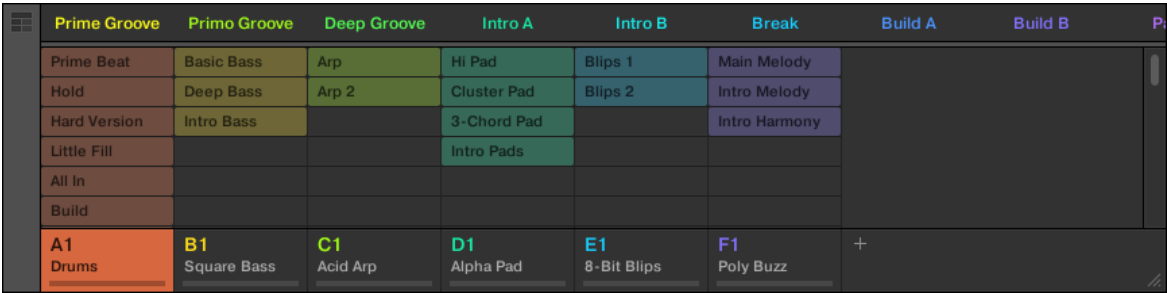 Prime Groove Primo Groove Deep Groove Intro A Intro B Break Build A Build B
Prime Beat Basic Bass Arp Hi Pad Blips 1 Main Melody
Hold Deep Bass Arp 2 Cluster Pad Blips 2 Intro Melody
Hard Version Intro Bass 3-Chord Pad Intro Harmony
Little Fill Intro Pads
All In
Build
A1 B1 C1 D1 E1 F1 +
Drums Square Bass Acid Arp Alpha Pad 8-Bit Blips Poly Buzz